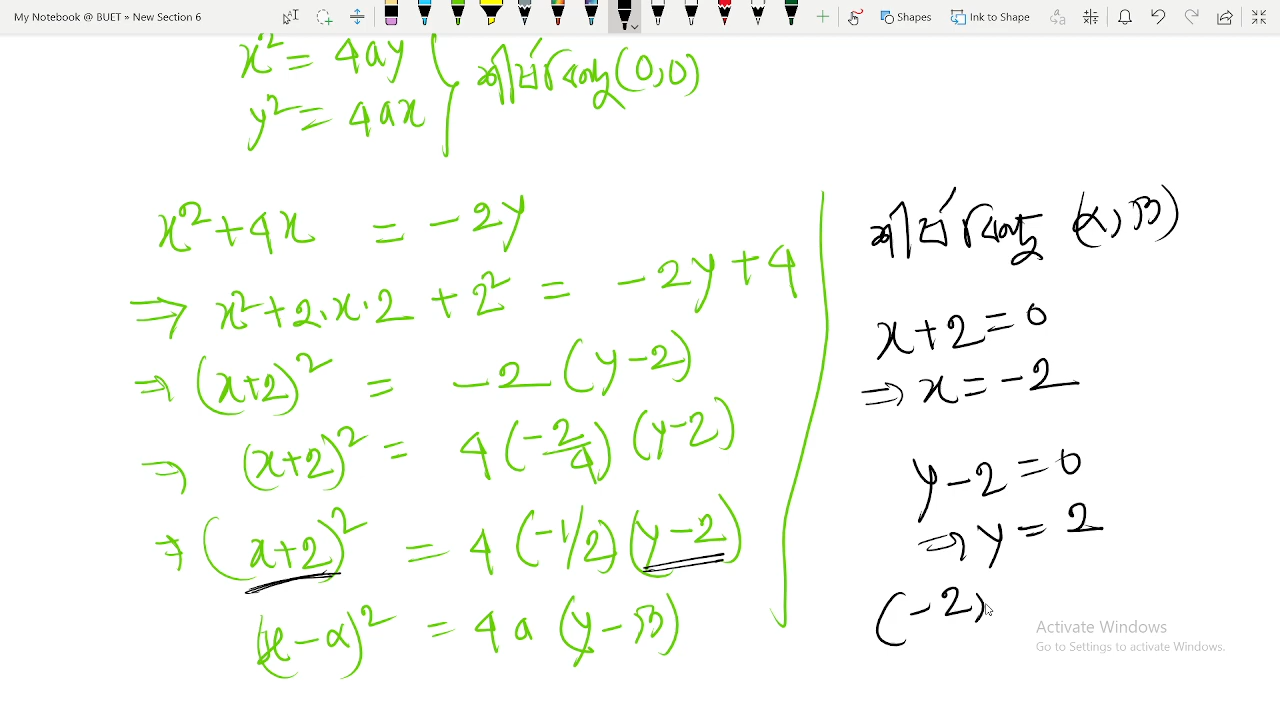 My Notebook @ BUET » New Section 6
Shapes
Ink to Shape
x² = 4ay
y² = 4ax
শীর্ষবিন্দু (0,0)
x² + 4x = -2y
⇒ x² + 2.x.2 + 2² = -2y + 4
⇒ (x+2)² = -2 (y-2)
⇒ (x+2)² = 4 (-2/4) (y-2)
⇒ (x+2)² = 4 (-1/2) (y-2)
(x-α)² = 4a (y-β)
শীর্ষবিন্দু (α, β)
x+2=0
⇒ x = -2
y-2=0
⇒ y = 2
(-2,
Activate Windows
Go to Settings to activate Windows.